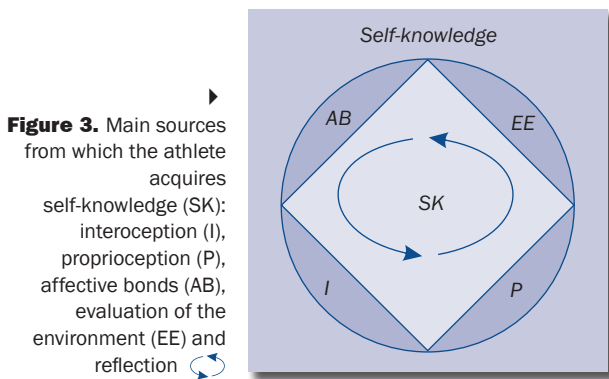 Figure 3. Main sources
from which the athlete
acquires
self-knowledge (SK):
interoception (I),
proprioception (P),
affective bonds (AB),
evaluation of the
environment (EE) and
reflection
Self-knowledge
AB
EE
SK
I
P